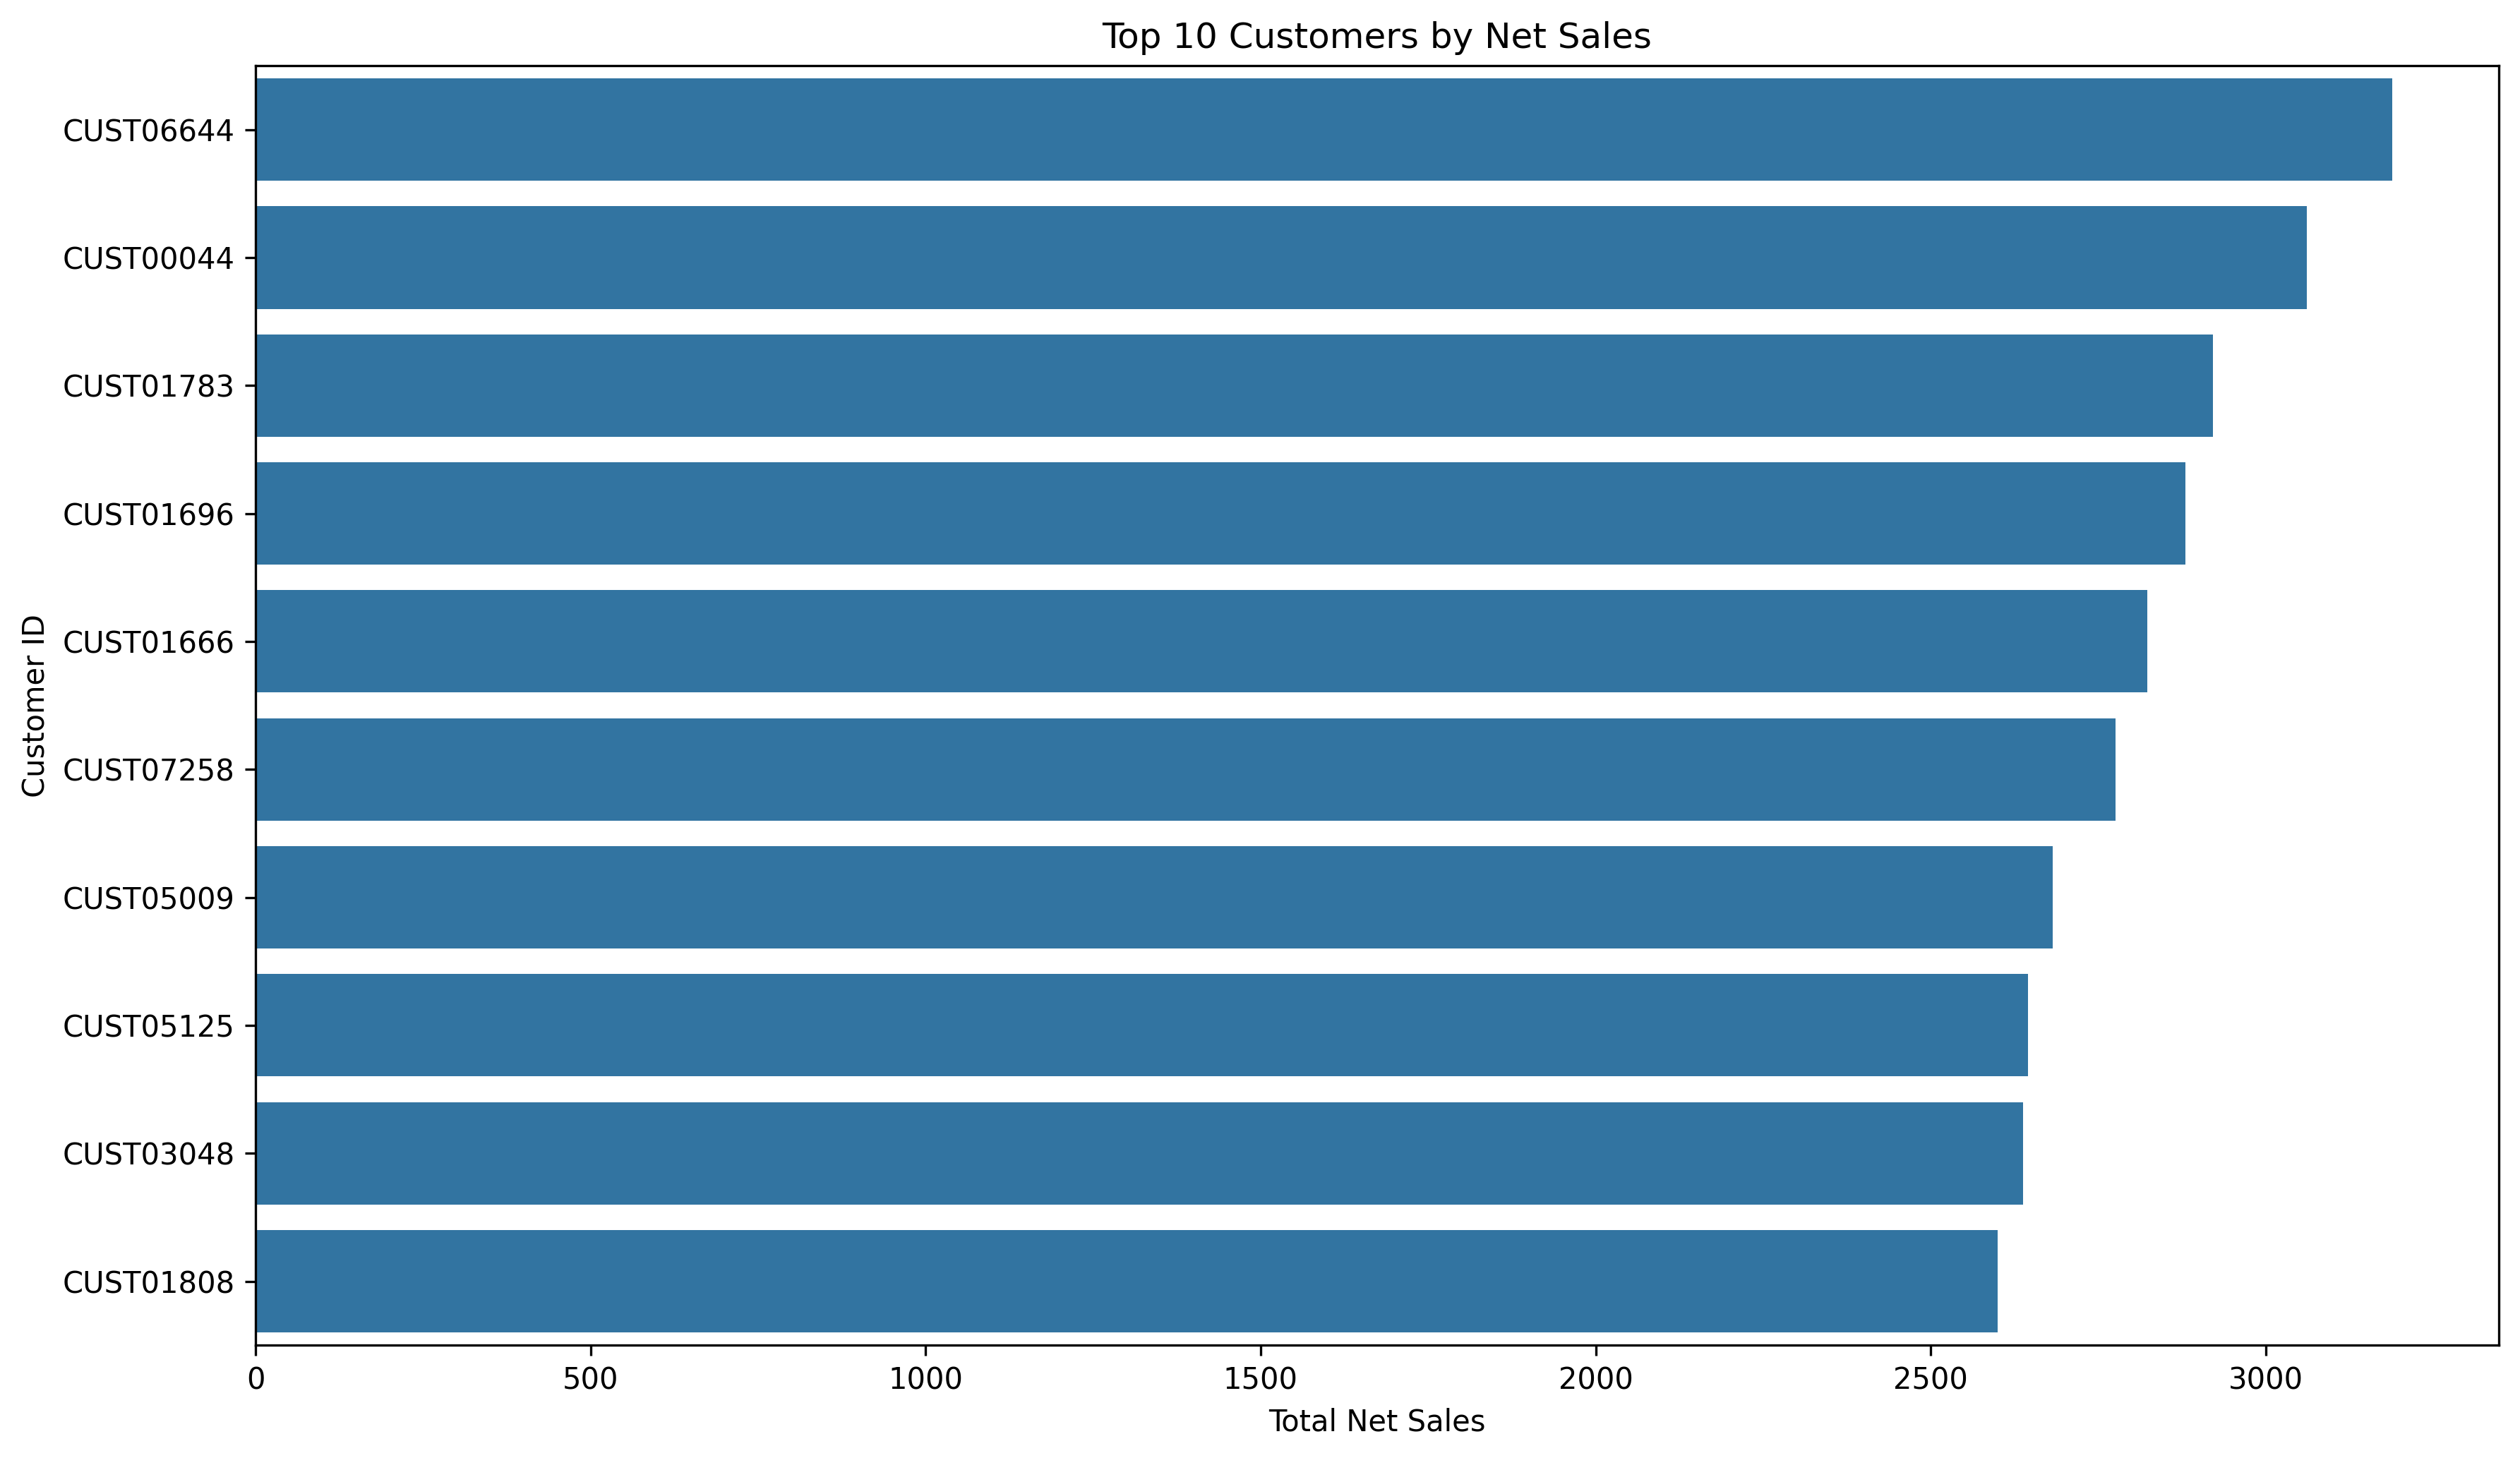 Top 10 Customers by Net Sales
Customer ID
CUST06644
CUST00044
CUST01783
CUST01696
CUST01666
CUST07258
CUST05009
CUST05125
CUST03048
CUST01808
0 500 1000 1500 2000 2500 3000
Total Net Sales